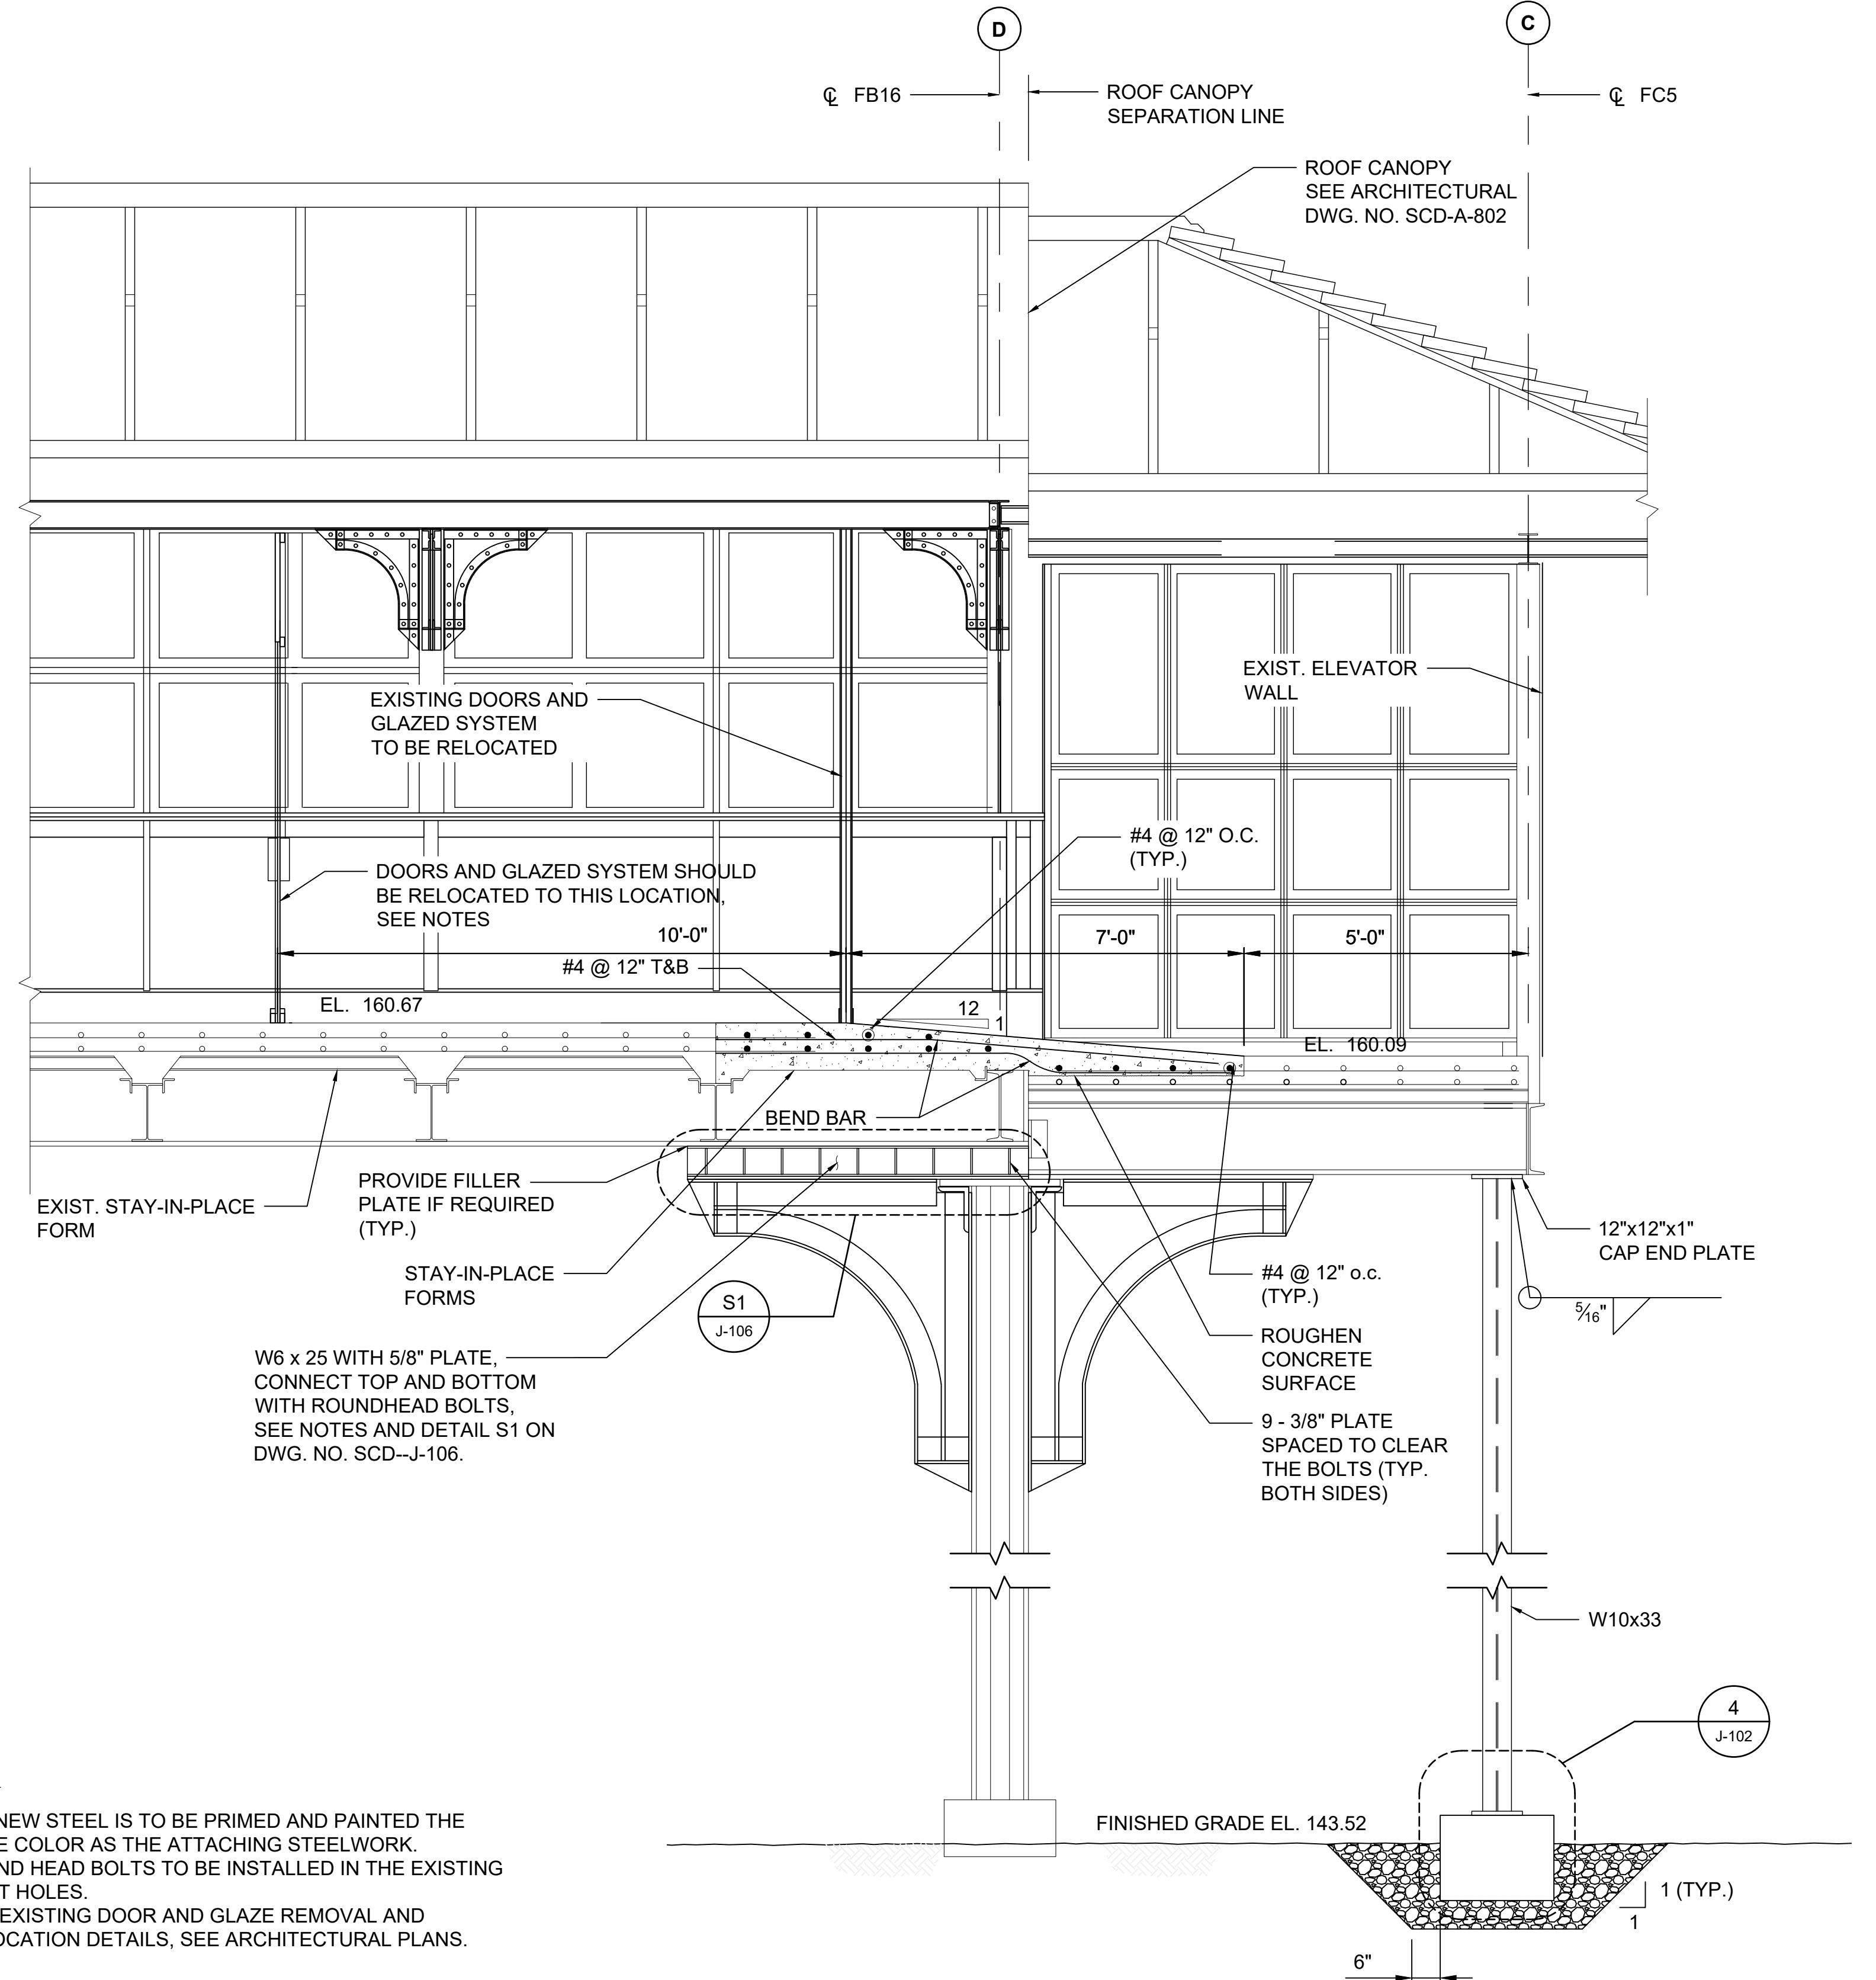 D
C
℄ FB16
ROOF CANOPY
SEPARATION LINE
℄ FC5
ROOF CANOPY
SEE ARCHITECTURAL
DWG. NO. SCD-A-802
EXIST. ELEVATOR
WALL
EXISTING DOORS AND
GLAZED SYSTEM
TO BE RELOCATED
#4 @ 12" O.C.
(TYP.)
DOORS AND GLAZED SYSTEM SHOULD
BE RELOCATED TO THIS LOCATION,
SEE NOTES
10'-0"
7'-0"
5'-0"
#4 @ 12" T&B
EL. 160.67
12
1
EL. 160.09
BEND BAR
EXIST. STAY-IN-PLACE
FORM
PROVIDE FILLER
PLATE IF REQUIRED
(TYP.)
STAY-IN-PLACE
FORMS
S1
J-106
W6 x 25 WITH 5/8" PLATE,
CONNECT TOP AND BOTTOM
WITH ROUNDHEAD BOLTS,
SEE NOTES AND DETAIL S1 ON
DWG. NO. SCD--J-106.
12"x12"x1"
CAP END PLATE
#4 @ 12" o.c.
(TYP.)
5/16"
ROUGHEN
CONCRETE
SURFACE
9 - 3/8" PLATE
SPACED TO CLEAR
THE BOLTS (TYP.
BOTH SIDES)
W10x33
4
J-102
FINISHED GRADE EL. 143.52
1 (TYP.)
1
6"
NEW STEEL IS TO BE PRIMED AND PAINTED THE
E COLOR AS THE ATTACHING STEELWORK.
ND HEAD BOLTS TO BE INSTALLED IN THE EXISTING
T HOLES.
EXISTING DOOR AND GLAZE REMOVAL AND
OCATION DETAILS, SEE ARCHITECTURAL PLANS.